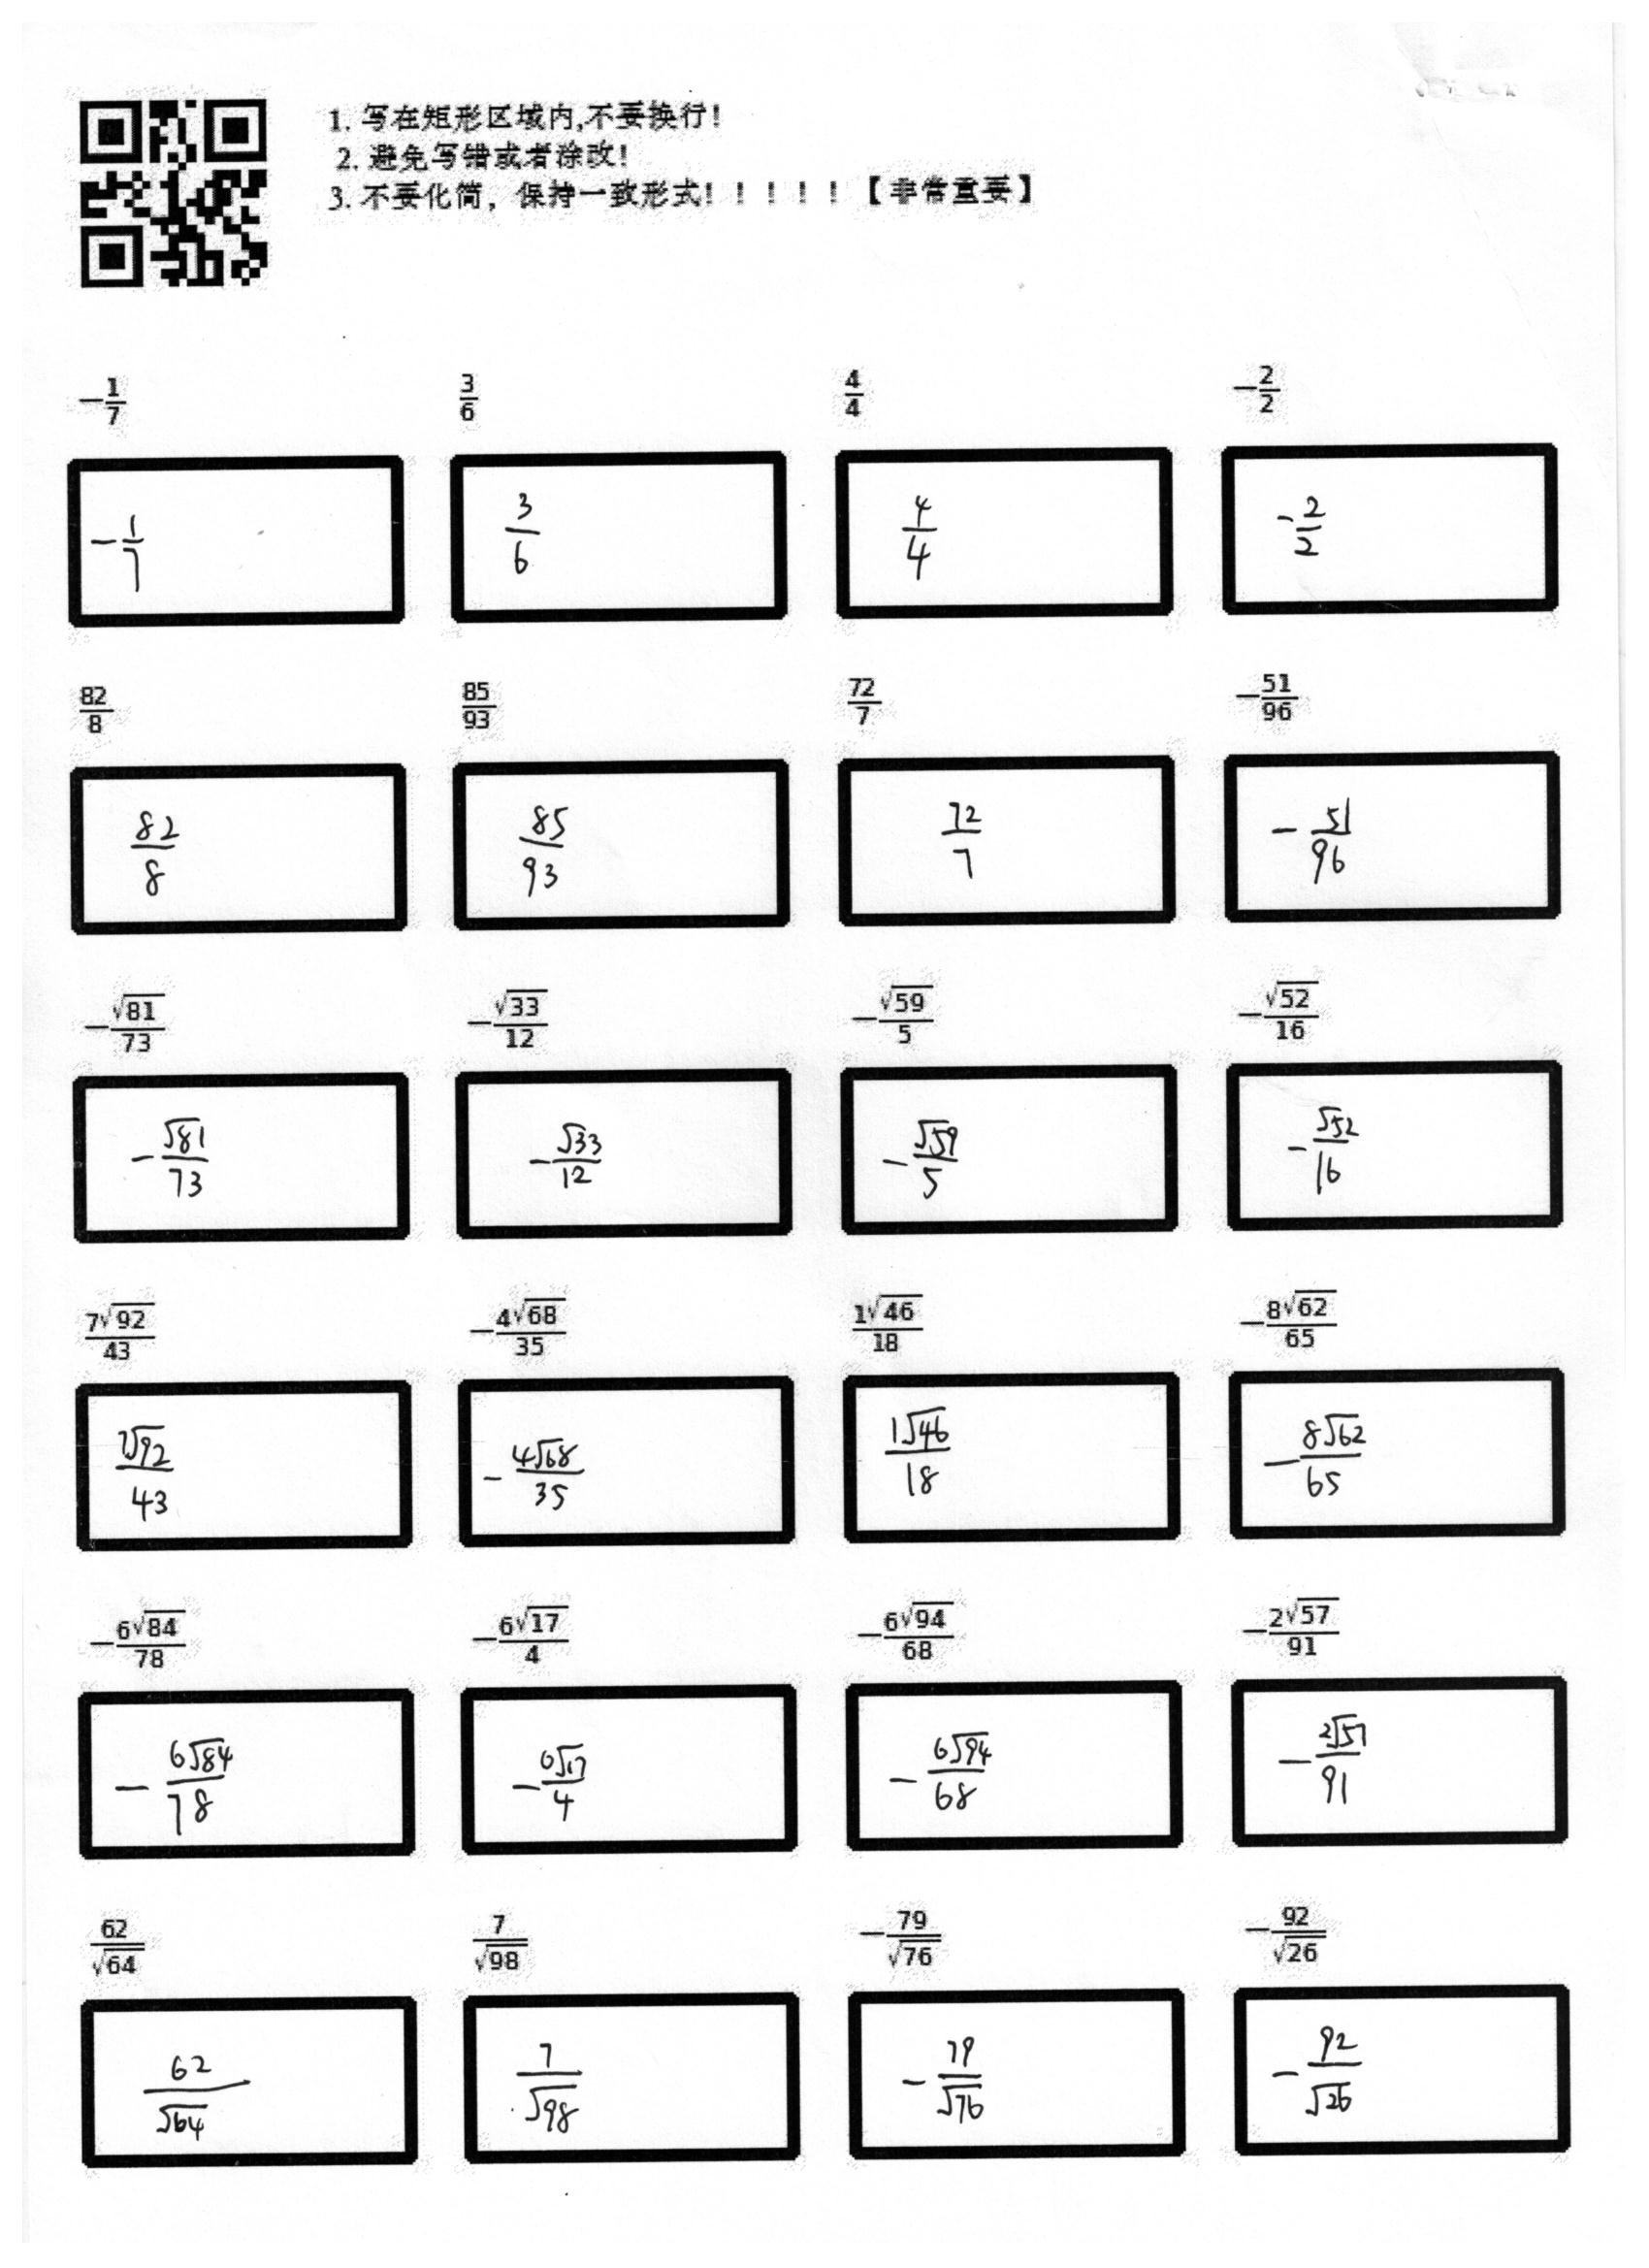 1. 写在矩形区域内,不要换行!
2. 避免写错或者涂改!
3. 不要化简，保持一致形式!！！！！【非常重要】
-\frac{1}{7} \frac{3}{6} \frac{4}{4} -\frac{2}{2}
-\frac{1}{7} \frac{3}{6} \frac{4}{4} -\frac{2}{2}
\frac{82}{8} \frac{85}{93} \frac{72}{7} -\frac{51}{96}
\frac{82}{8} \frac{85}{93} \frac{72}{7} -\frac{51}{96}
-\frac{\sqrt{81}}{73} -\frac{\sqrt{33}}{12} -\frac{\sqrt{59}}{5} -\frac{\sqrt{52}}{16}
-\frac{\sqrt{81}}{73} -\frac{\sqrt{33}}{12} -\frac{\sqrt{59}}{5} -\frac{\sqrt{52}}{16}
\frac{7\sqrt{92}}{43} -\frac{4\sqrt{68}}{35} \frac{1\sqrt{46}}{18} -\frac{8\sqrt{62}}{65}
\frac{7\sqrt{92}}{43} -\frac{4\sqrt{68}}{35} \frac{1\sqrt{46}}{18} -\frac{8\sqrt{62}}{65}
-\frac{6\sqrt{84}}{78} -\frac{6\sqrt{17}}{4} -\frac{6\sqrt{94}}{68} -\frac{2\sqrt{57}}{91}
-\frac{6\sqrt{84}}{78} -\frac{6\sqrt{17}}{4} -\frac{6\sqrt{94}}{68} -\frac{2\sqrt{57}}{91}
\frac{62}{\sqrt{64}} \frac{7}{\sqrt{98}} -\frac{79}{\sqrt{76}} -\frac{92}{\sqrt{26}}
\frac{62}{\sqrt{64}} \frac{7}{\sqrt{98}} -\frac{79}{\sqrt{76}} -\frac{92}{\sqrt{26}}